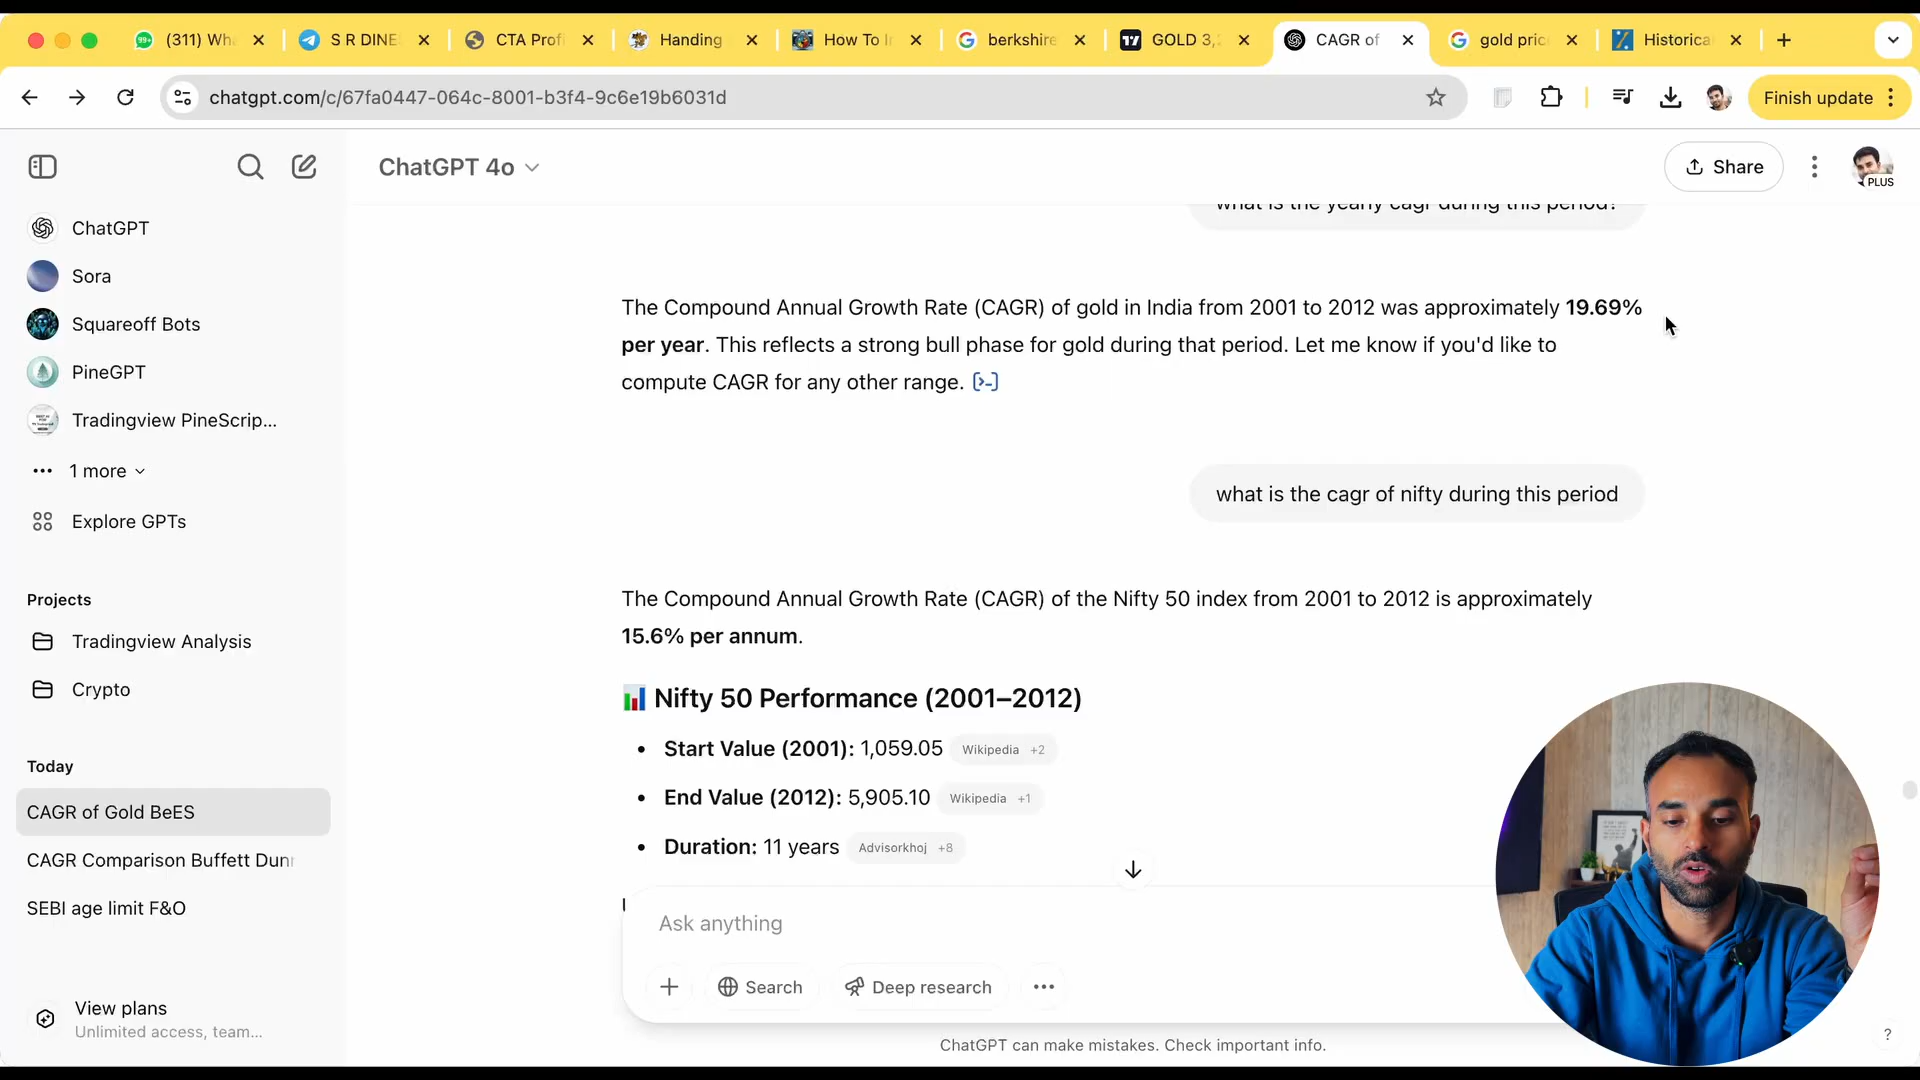 (311) Wh
S R DINE
CTA Prof
Handing
How To I
berkshire
GOLD 3,
CAGR of
gold pric
Historica
chatgpt.com/c/67fa0447-064c-8001-b3f4-9c6e19b6031d
Finish update
ChatGPT 4o
Share
PLUS
ChatGPT
Sora
Squareoff Bots
PineGPT
Tradingview PineScrip...
1 more
Explore GPTs
Projects
Tradingview Analysis
Crypto
Today
CAGR of Gold BeES
CAGR Comparison Buffett Dun
SEBI age limit F&O
View plans
Unlimited access, team...
what is the yearly cagr during this period?
The Compound Annual Growth Rate (CAGR) of gold in India from 2001 to 2012 was approximately 19.69%
per year. This reflects a strong bull phase for gold during that period. Let me know if you'd like to
compute CAGR for any other range. [>-]
what is the cagr of nifty during this period
The Compound Annual Growth Rate (CAGR) of the Nifty 50 index from 2001 to 2012 is approximately
15.6% per annum.
📊 Nifty 50 Performance (2001–2012)
• Start Value (2001): 1,059.05 Wikipedia +2
• End Value (2012): 5,905.10 Wikipedia +1
• Duration: 11 years Advisorkhoj +8
Ask anything
Search
Deep research
ChatGPT can make mistakes. Check important info.
?